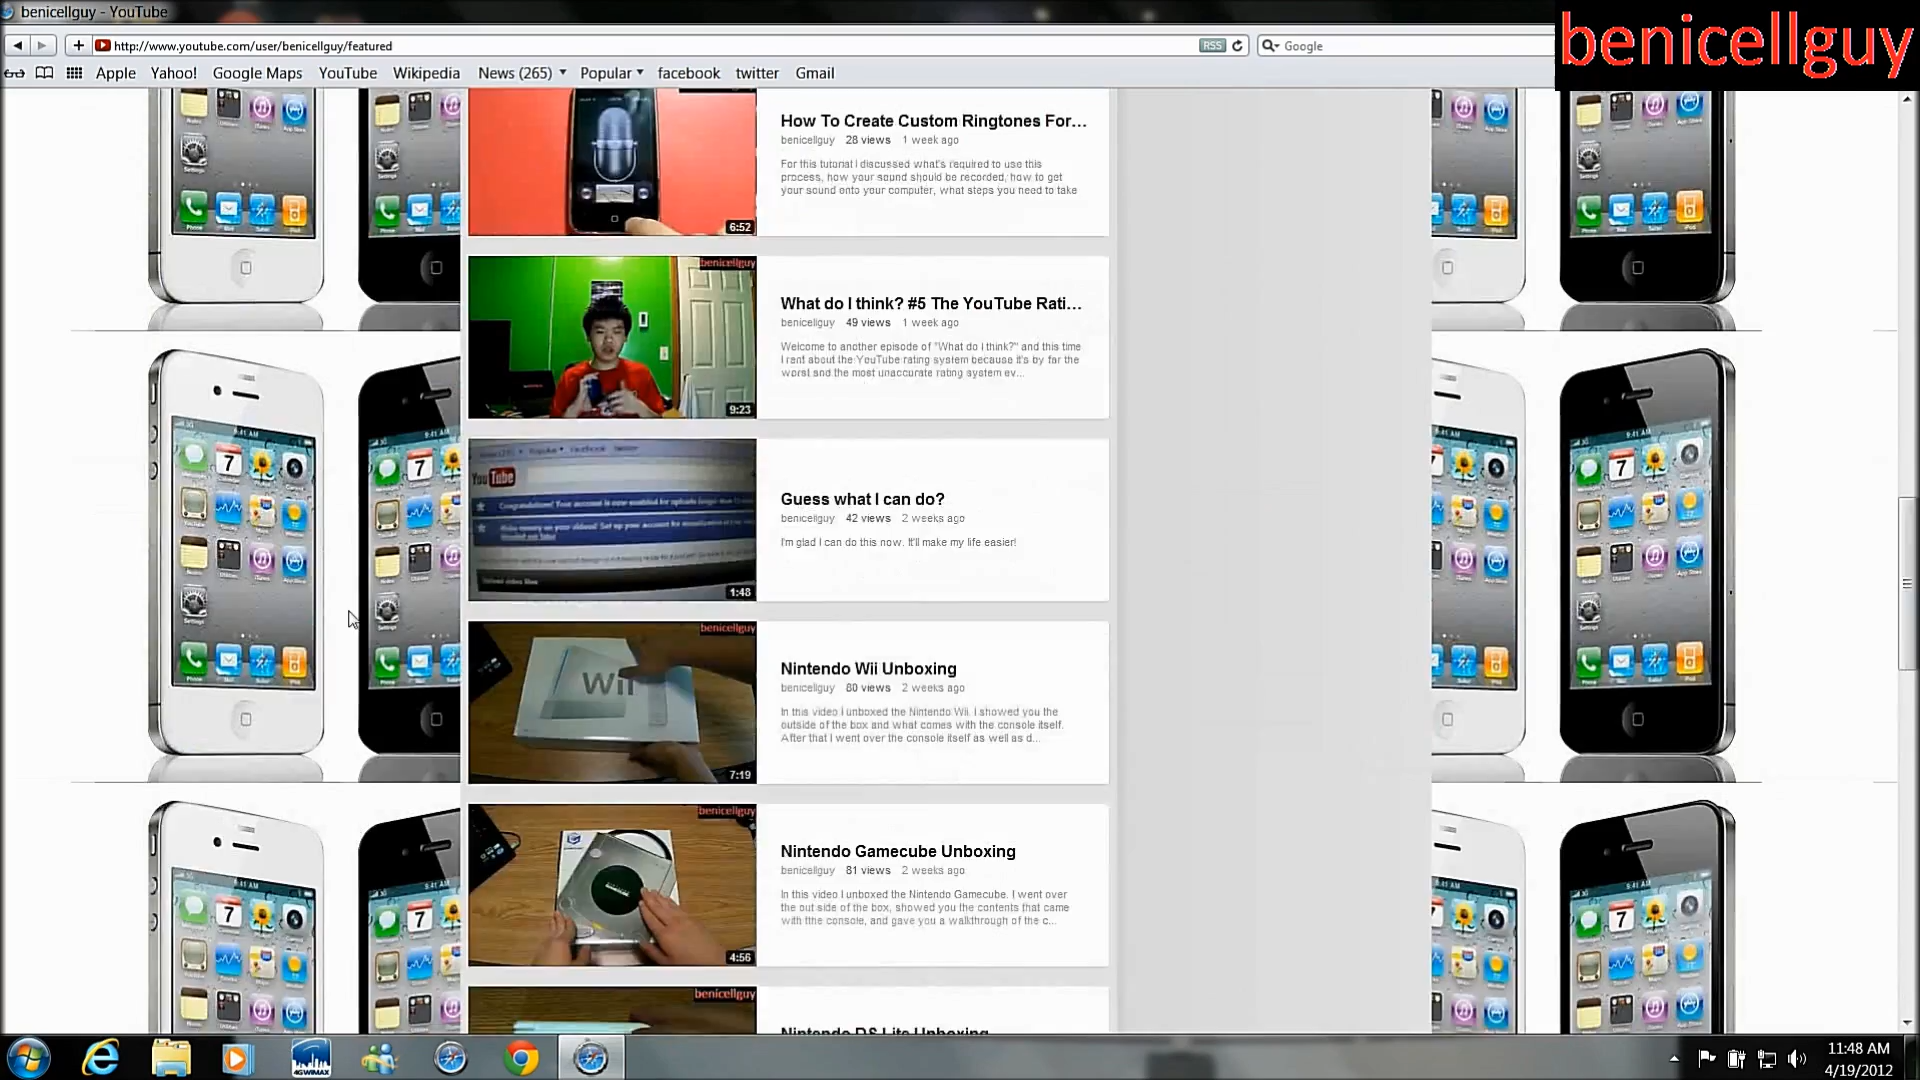 benicellguy - YouTube
benicellguy
http://www.youtube.com/user/benicellguy/featured
RSS
Google
Apple
Yahoo!
Google Maps
YouTube
Wikipedia
News (265)
Popular
facebook
twitter
Gmail
How To Create Custom Ringtones For...
benicellguy 28 views 1 week ago
For this tutorial I discussed what's required to use this
process, how your sound should be recorded, how to get
your sound onto your computer, what steps you need to take
6:52
benicellguy
What do I think? #5 The YouTube Rati...
benicellguy 49 views 1 week ago
Welcome to another episode of "What do I think?" and this time
I rant about the YouTube rating system because it's by far the
worst and the most unaccurate rating system ev...
9:23
YouTube
Guess what I can do?
benicellguy 42 views 2 weeks ago
I'm glad I can do this now. It'll make my life easier!
1:48
benicellguy
Wii
Nintendo Wii Unboxing
benicellguy 80 views 2 weeks ago
In this video I unboxed the Nintendo Wii. I showed you the
outside of the box and what comes with the console itself.
After that I went over the console itself as well as d...
7:19
benicellguy
Nintendo Gamecube Unboxing
benicellguy 81 views 2 weeks ago
In this video I unboxed the Nintendo Gamecube. I went over
the out side of the box, showed you the contents that came
with the console, and gave you a walkthrough of the c...
4:56
benicellguy
Nintendo DS Lite Unboxing
4GWIMAX
11:48 AM
4/19/2012